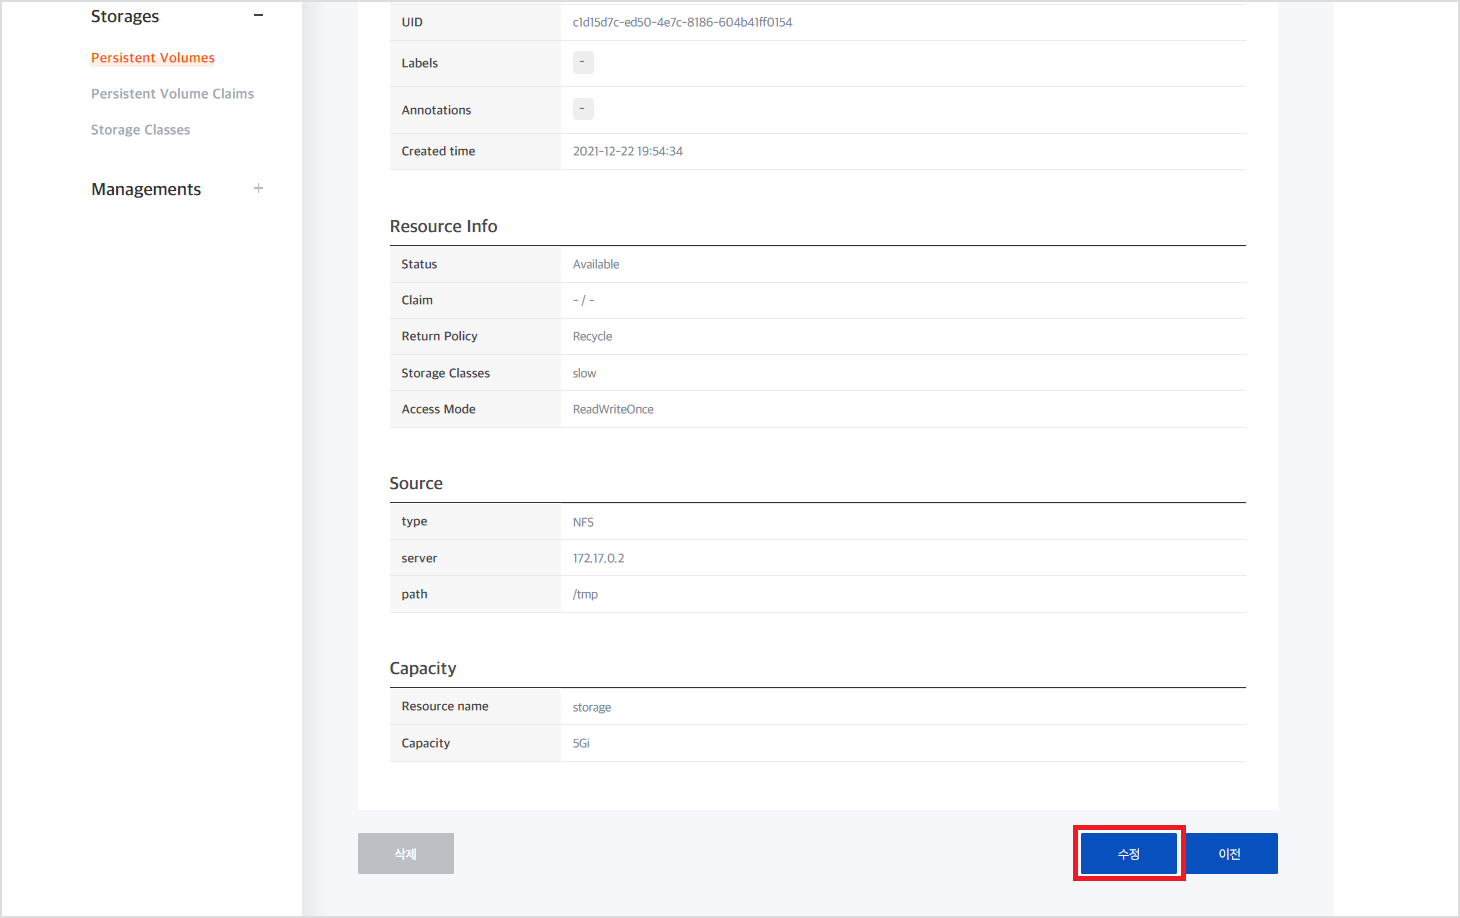 Storages −
Persistent Volumes
Persistent Volume Claims
Storage Classes
Managements +
UID c1d15d7c-ed50-4e7c-8186-604b41ff0154
Labels -
Annotations -
Created time 2021-12-22 19:54:34
Resource Info
Status Available
Claim - / -
Return Policy Recycle
Storage Classes slow
Access Mode ReadWriteOnce
Source
type NFS
server 172.17.0.2
path /tmp
Capacity
Resource name storage
Capacity 5Gi
삭제 수정 이전